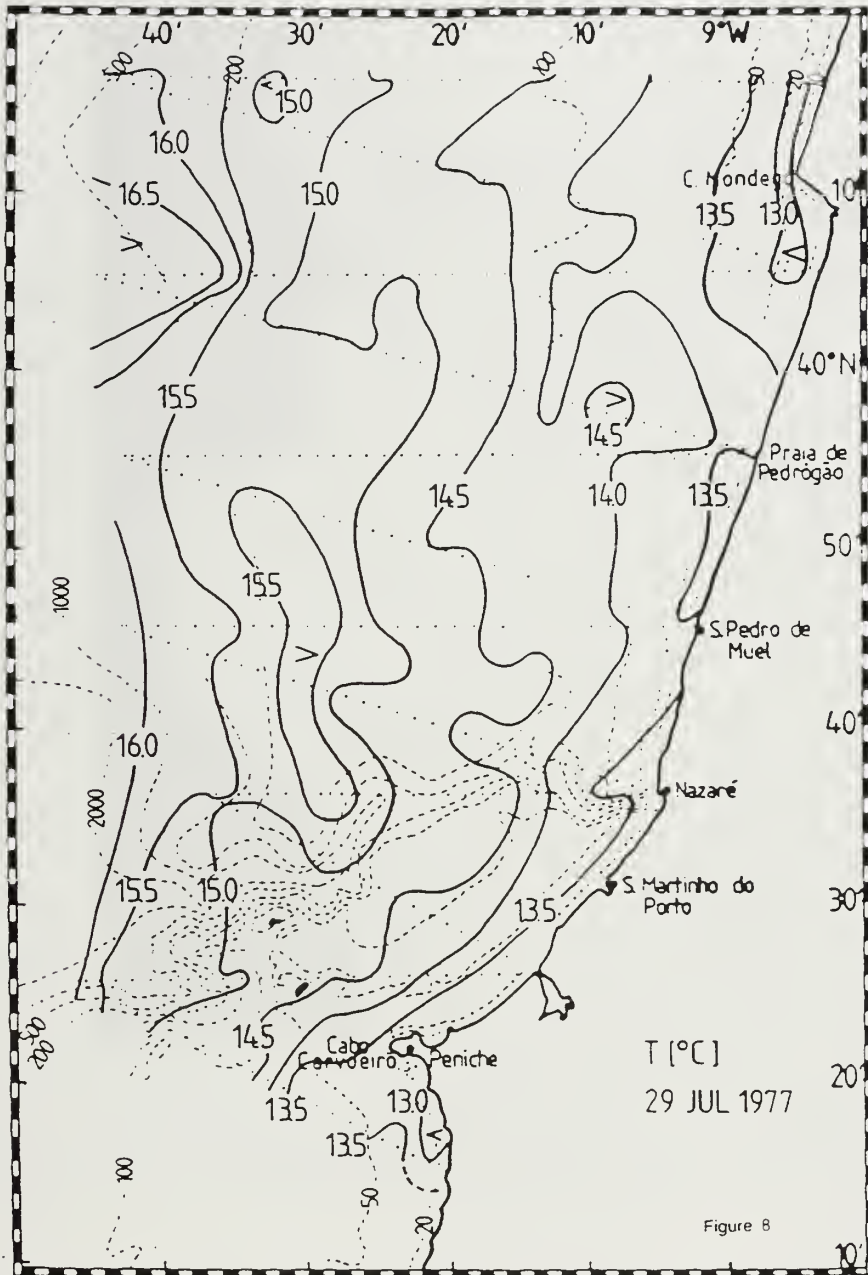 40' 30' 20' 10' 9°W
500 200 15.0 100 50 20
16.0
16.5 15.0
C. Mondego
13.5 13.0 10'
15.5
40°N
14.5
Praia de
Pedrógão
14.5 14.0 13.5
50'
15.5
1000
S. Pedro de
Muel
40'
16.0
2000
Nazaré
15.5 15.0
S. Martinho do
Porto
13.5 30'
500
200
14.5
Cabo
Carvoeiro Peniche
T [°C]
20'
13.5 13.0
29 JUL 1977
13.5
100
50
20
Figure 8
10'